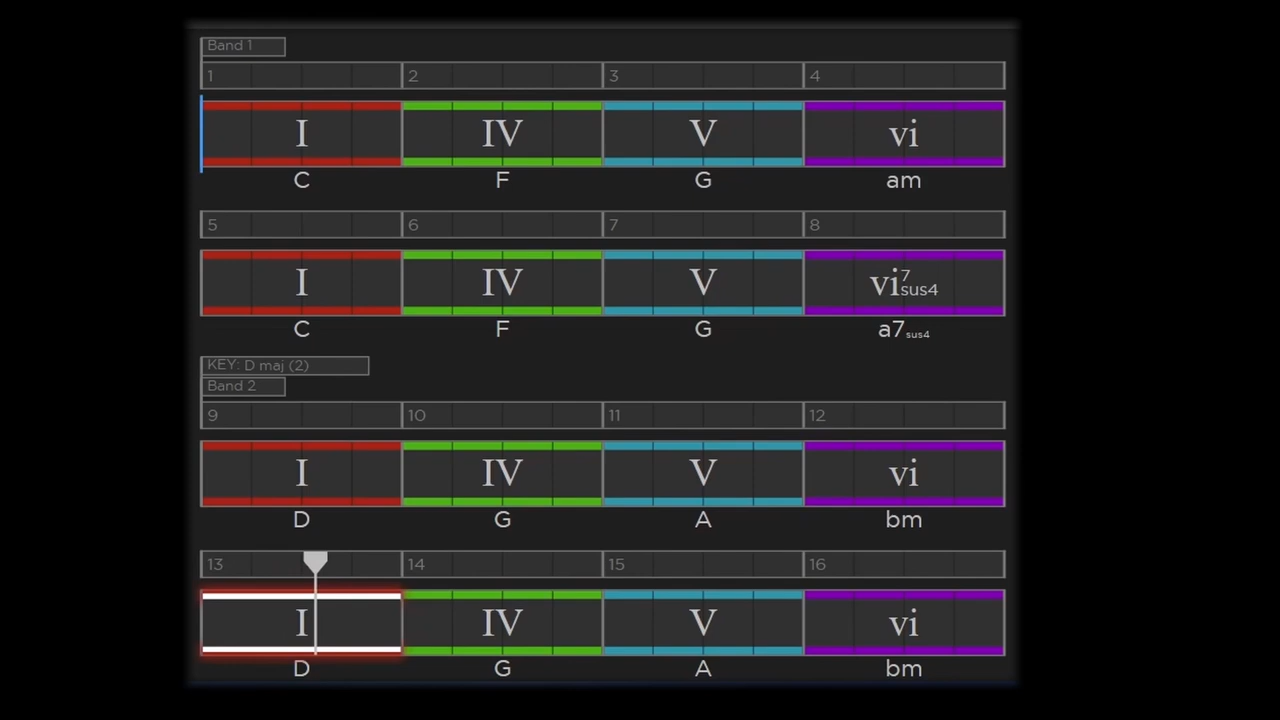 Band 1
1 2 3 4
I IV V vi
C F G am
5 6 7 8
I IV V vi7sus4
C F G a7sus4
KEY: D maj (2)
Band 2
9 10 11 12
I IV V vi
D G A bm
13 14 15 16
I IV V vi
D G A bm